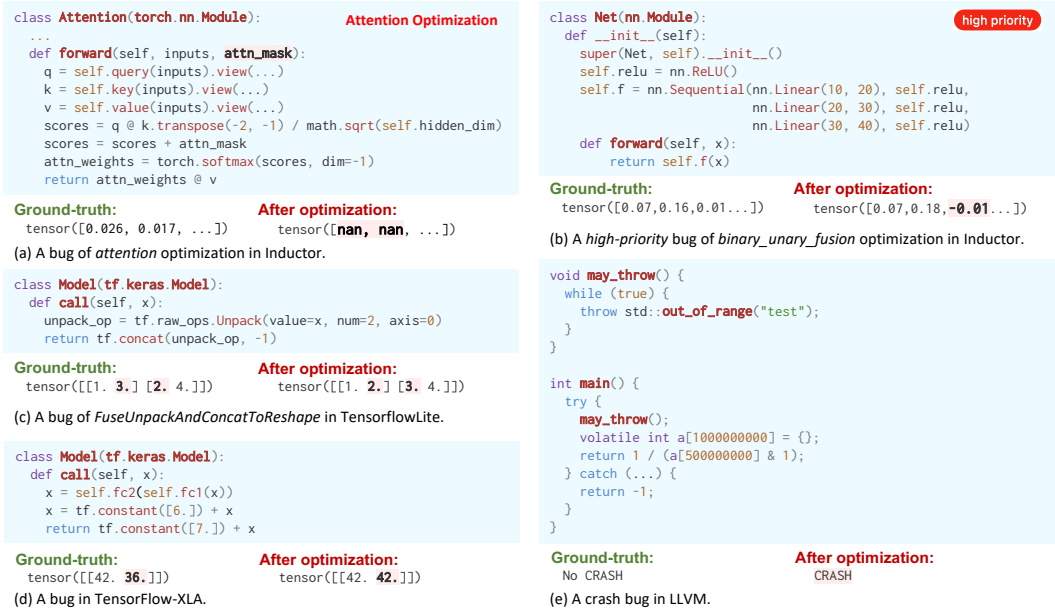 class Attention(torch.nn.Module):
Attention Optimization
...
def forward(self, inputs, attn_mask):
q = self.query(inputs).view(...)
k = self.key(inputs).view(...)
v = self.value(inputs).view(...)
scores = q @ k.transpose(-2, -1) / math.sqrt(self.hidden_dim)
scores = scores + attn_mask
attn_weights = torch.softmax(scores, dim=-1)
return attn_weights @ v
Ground-truth:
After optimization:
tensor([0.026, 0.017, ...])
tensor([nan, nan, ...])
(a) A bug of attention optimization in Inductor.
class Model(tf.keras.Model):
def call(self, x):
unpack_op = tf.raw_ops.Unpack(value=x, num=2, axis=0)
return tf.concat(unpack_op, -1)
Ground-truth:
After optimization:
tensor([[1. 3.] [2. 4.]])
tensor([[1. 2.] [3. 4.]])
(c) A bug of FuseUnpackAndConcatToReshape in TensorflowLite.
class Model(tf.keras.Model):
def call(self, x):
x = self.fc2(self.fc1(x))
x = tf.constant([6.]) + x
return tf.constant([7.]) + x
Ground-truth:
After optimization:
tensor([[42. 36.]])
tensor([[42. 42.]])
(d) A bug in TensorFlow-XLA.
class Net(nn.Module):
high priority
def __init__(self):
super(Net, self).__init__()
self.relu = nn.ReLU()
self.f = nn.Sequential(nn.Linear(10, 20), self.relu,
nn.Linear(20, 30), self.relu,
nn.Linear(30, 40), self.relu)
def forward(self, x):
return self.f(x)
Ground-truth:
After optimization:
tensor([0.07,0.16,0.01...])
tensor([0.07,0.18,-0.01...])
(b) A high-priority bug of binary_unary_fusion optimization in Inductor.
void may_throw() {
while (true) {
throw std::out_of_range("test");
}
}
int main() {
try {
may_throw();
volatile int a[1000000000] = {};
return 1 / (a[500000000] & 1);
} catch (...) {
return -1;
}
}
Ground-truth:
After optimization:
No CRASH
CRASH
(e) A crash bug in LLVM.